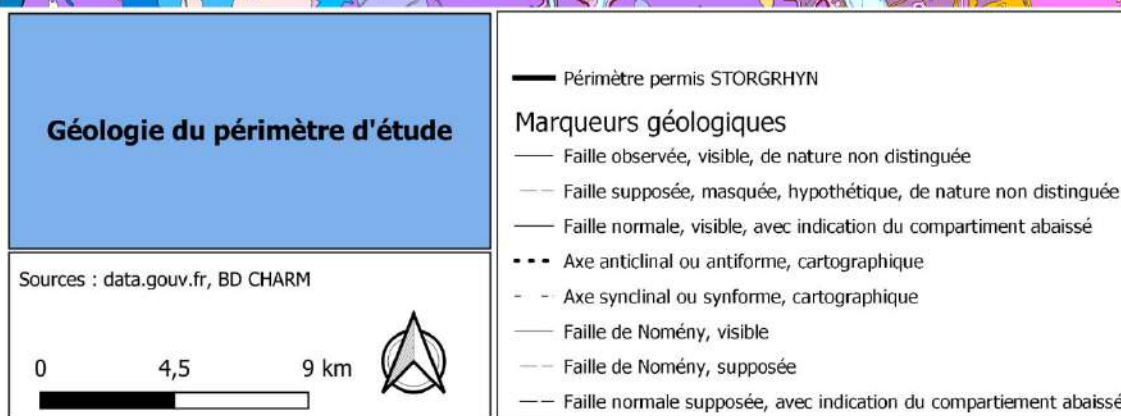 Géologie du périmètre d'étude
Sources : data.gouv.fr, BD CHARM
0 4,5 9 km
Périmètre permis STORGRHYN
Marqueurs géologiques
Faille observée, visible, de nature non distinguée
Faille supposée, masquée, hypothétique, de nature non distinguée
Faille normale, visible, avec indication du compartiment abaissé
Axe anticlinal ou antiforme, cartographique
Axe synclinal ou synforme, cartographique
Faille de Nomény, visible
Faille de Nomény, supposée
Faille normale supposée, avec indication du compartiement abaissé